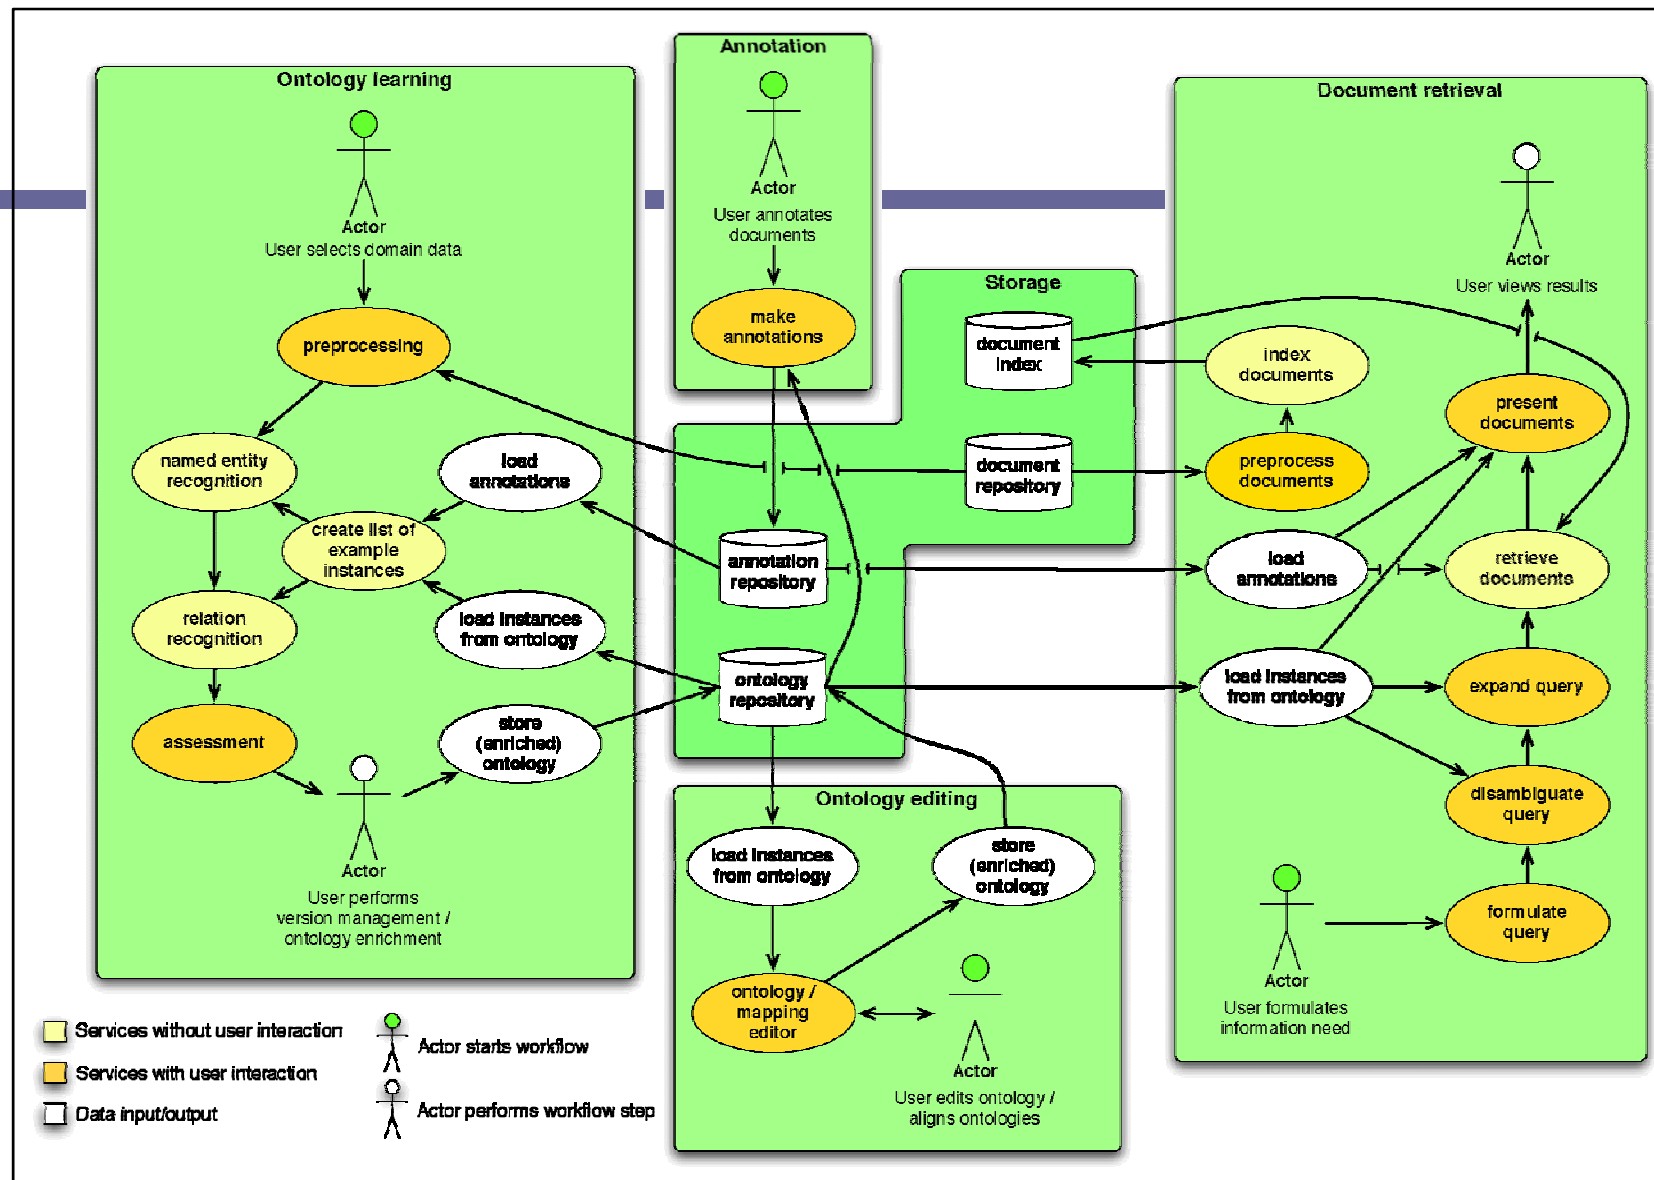 Ontology learning
Actor
User selects domain data
preprocessing
named entity
recognition
load
annotations
create list of
example
instances
relation
recognition
load instances
from ontology
assessment
store
(enriched)
ontology
Actor
User performs
version management /
ontology enrichment
Annotation
Actor
User annotates
documents
make
annotations
Storage
document
index
document
repository
annotation
repository
ontology
repository
Ontology editing
load instances
from ontology
store
(enriched)
ontology
ontology /
mapping
editor
Actor
User edits ontology /
aligns ontologies
Document retrieval
Actor
User views results
index
documents
present
documents
preprocess
documents
load
annotations
retrieve
documents
load instances
from ontology
expand query
disambiguate
query
formulate
query
Actor
User formulates
information need
Services without user interaction
Services with user interaction
Data input/output
Actor starts workflow
Actor performs workflow step